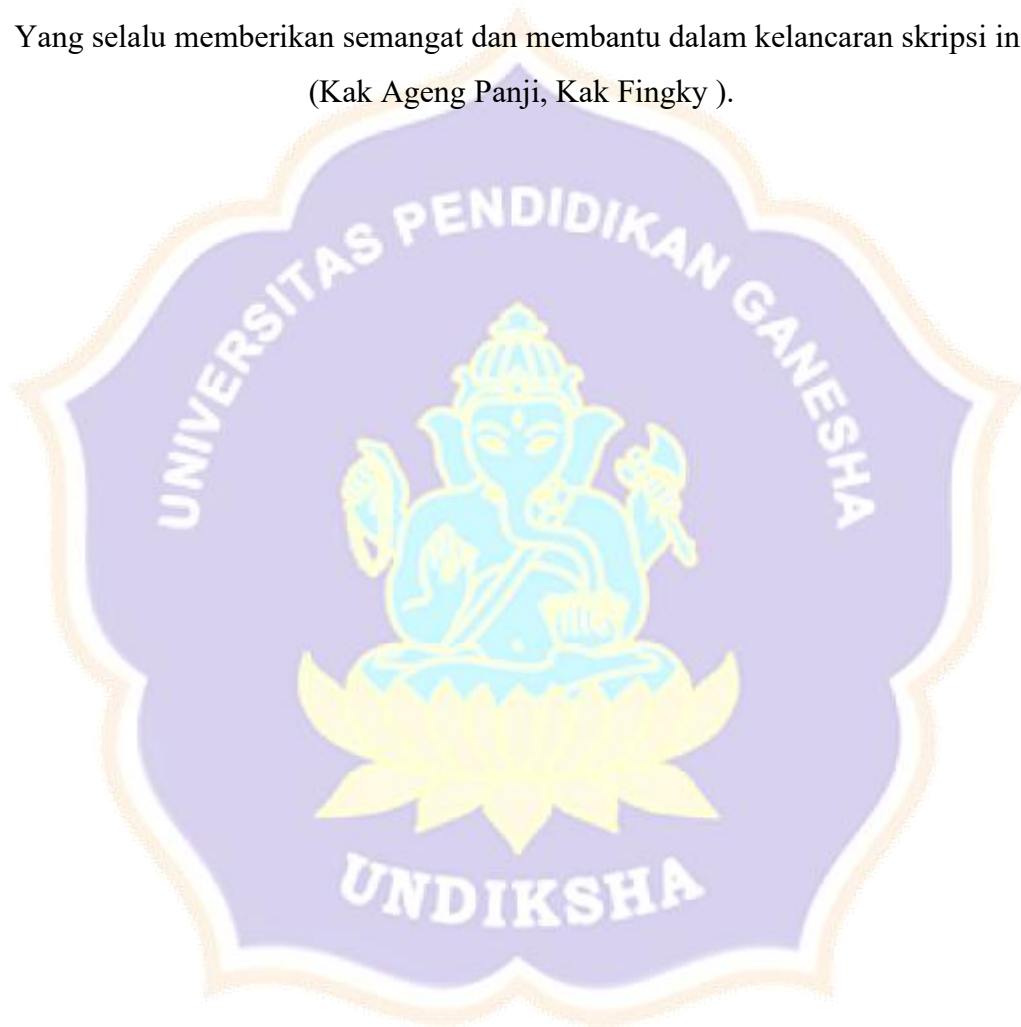 Yang selalu memberikan semangat dan membantu dalam kelancaran skripsi in
(Kak Ageng Panji, Kak Fingky ).
UNIVERSITAS PENDIDIKAN GANESHA
UNDIKSHA